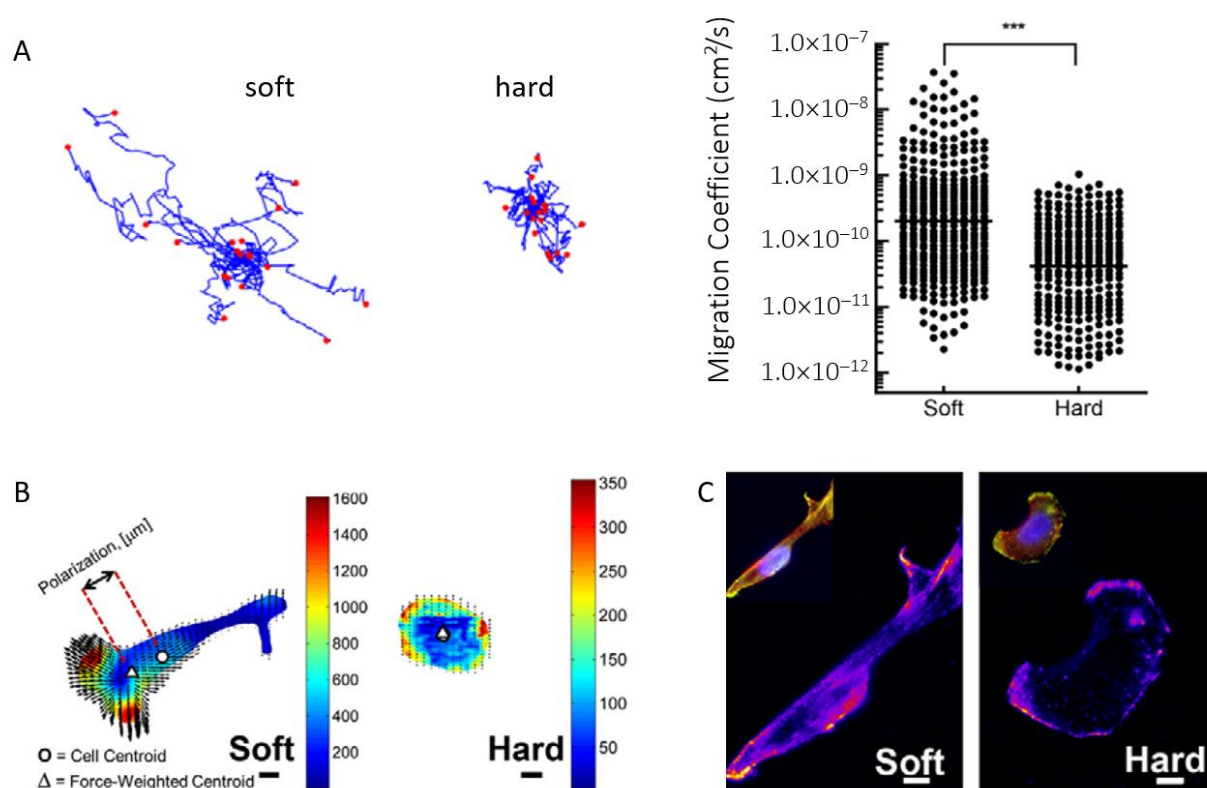 A
soft
hard
Migration Coefficient (cm²/s)
1.0×10⁻⁷
1.0×10⁻⁸
1.0×10⁻⁹
1.0×10⁻¹⁰
1.0×10⁻¹¹
1.0×10⁻¹²
***
Soft
Hard
B
Polarization, [μm]
O = Cell Centroid
Δ = Force-Weighted Centroid
Soft
1600
1400
1200
1000
800
600
400
200
Hard
350
300
250
200
150
100
50
C
Soft
Hard